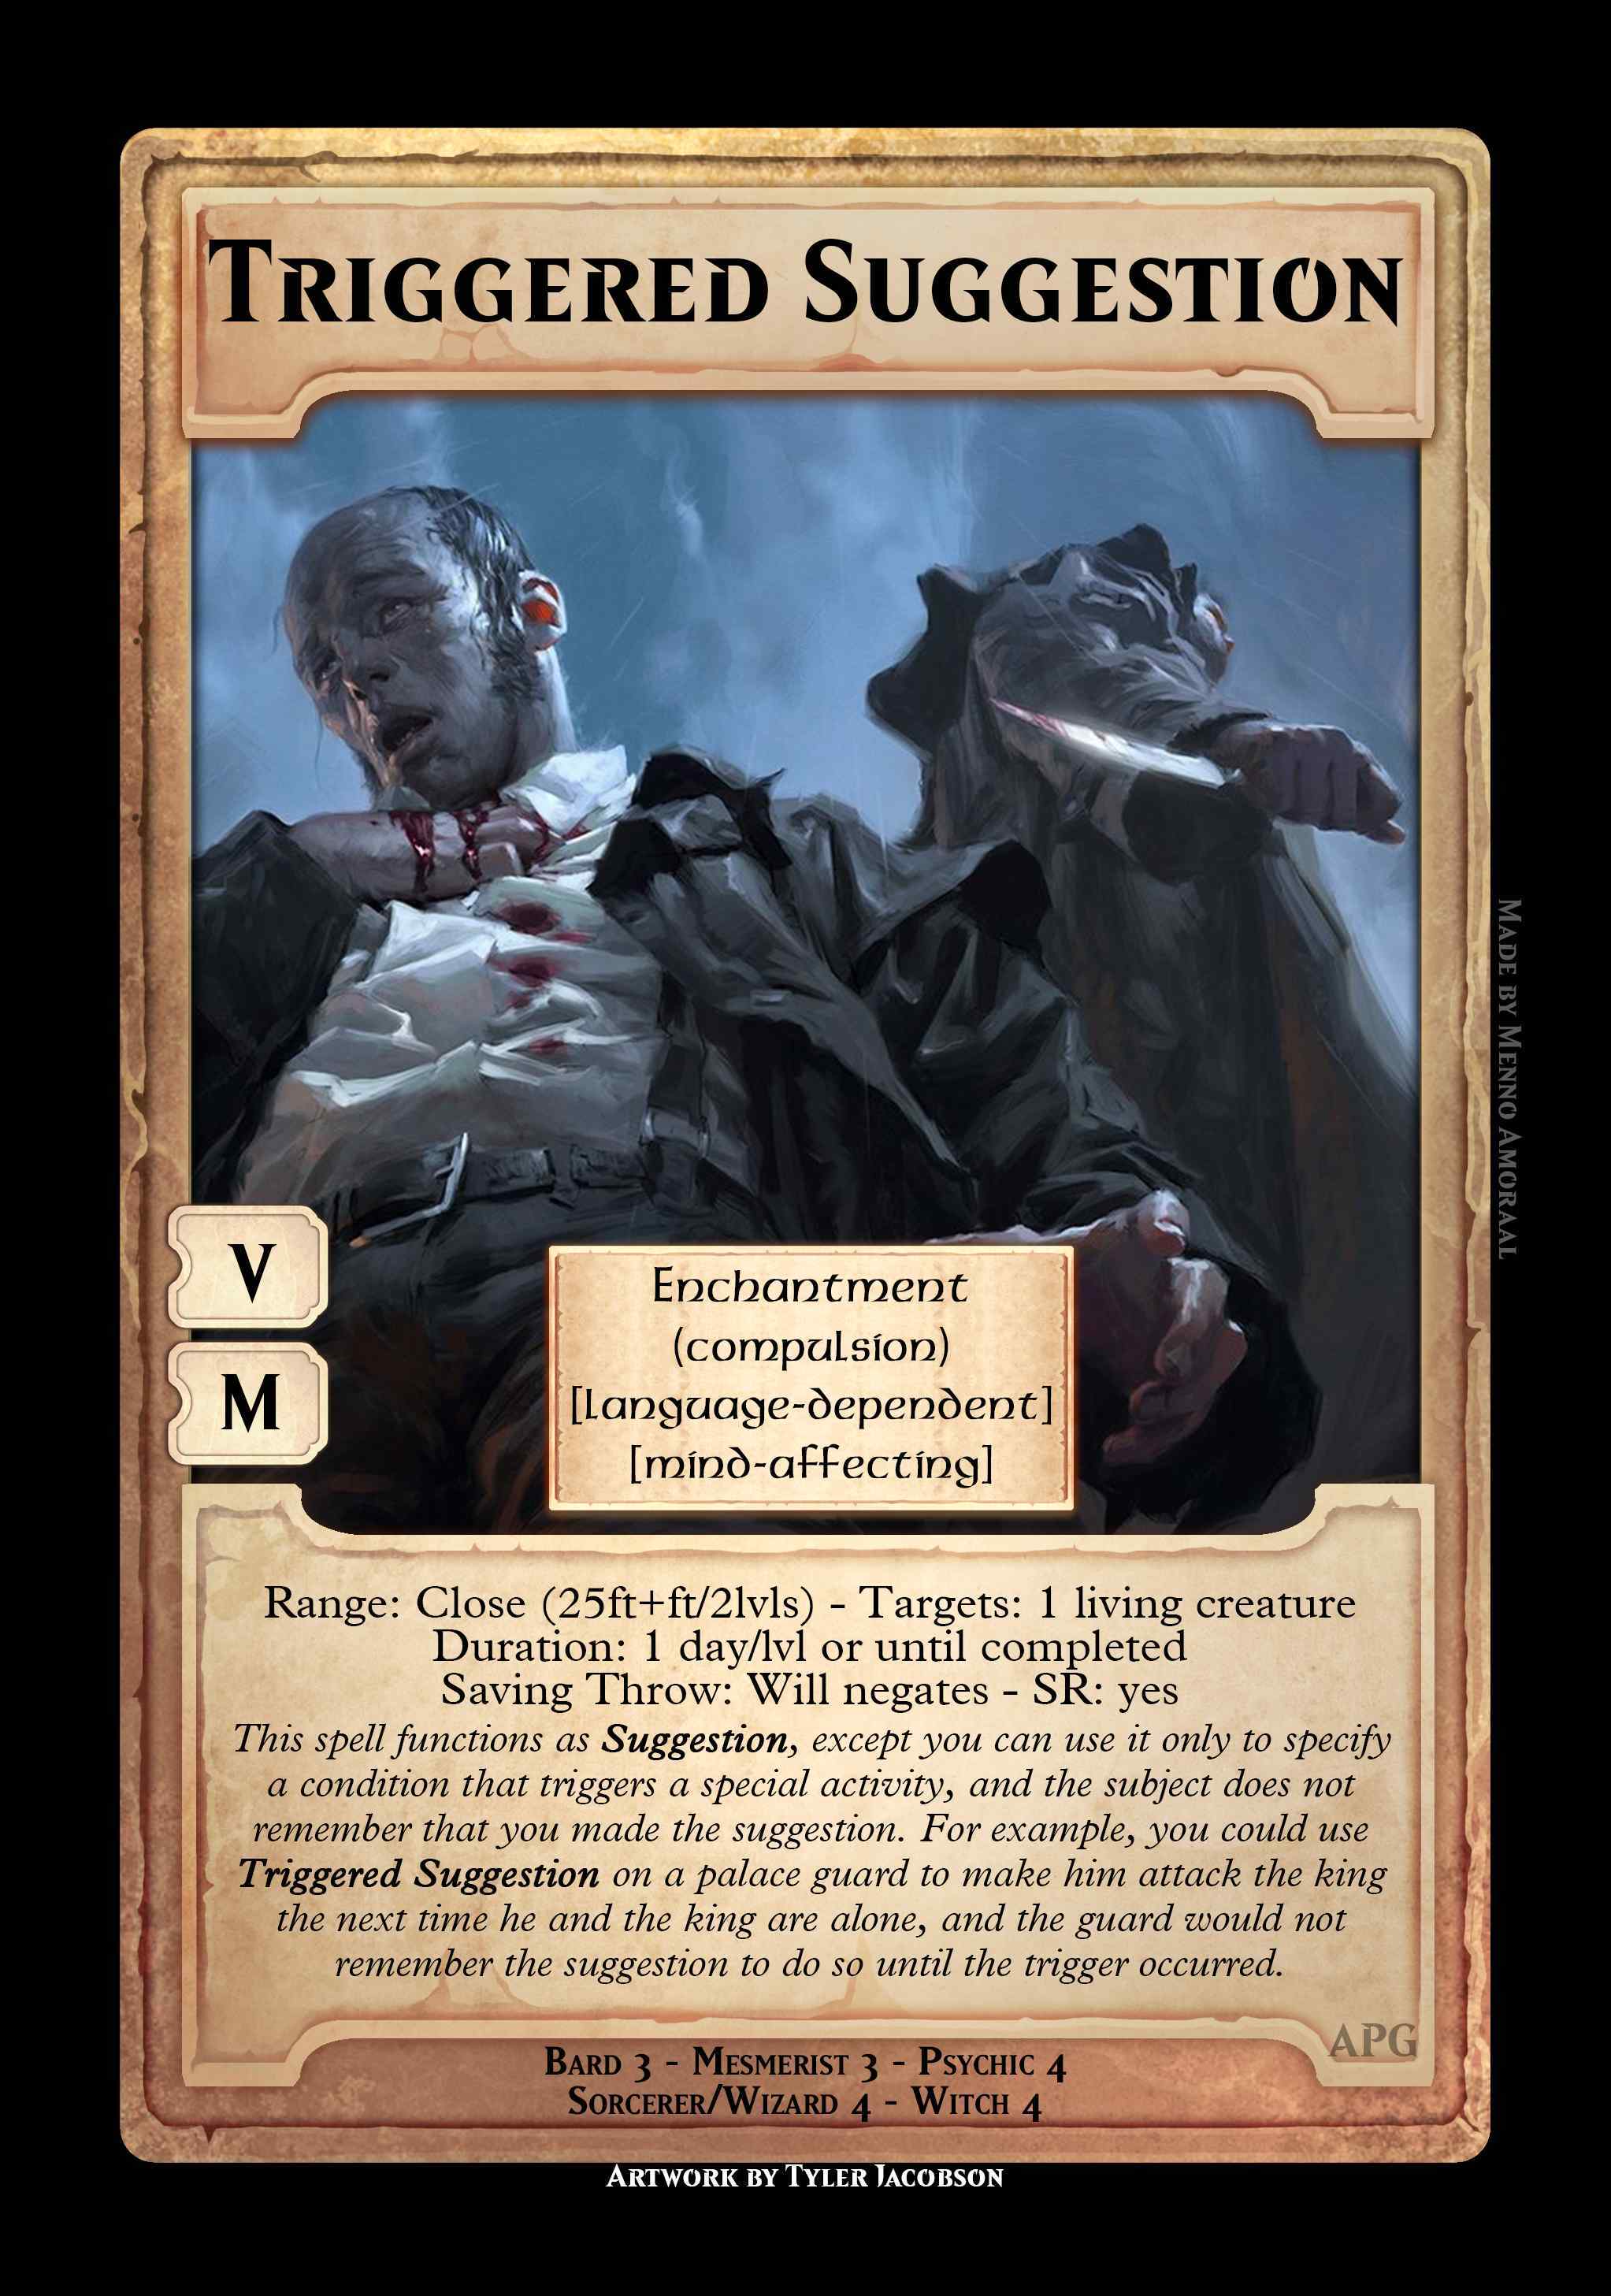 Triggered Suggestion
V
M
Enchantment
(compulsion)
[language-dependent]
[mind-affecting]
Range: Close (25ft+ft/2lvls) - Targets: 1 living creature
Duration: 1 day/lvl or until completed
Saving Throw: Will negates - SR: yes
This spell functions as Suggestion, except you can use it only to specify
a condition that triggers a special activity, and the subject does not
remember that you made the suggestion. For example, you could use
Triggered Suggestion on a palace guard to make him attack the king
the next time he and the king are alone, and the guard would not
remember the suggestion to do so until the trigger occurred.
APG
Bard 3 - Mesmerist 3 - Psychic 4
Sorcerer/Wizard 4 - Witch 4
Artwork by Tyler Jacobson
Made by Menno Amoraal